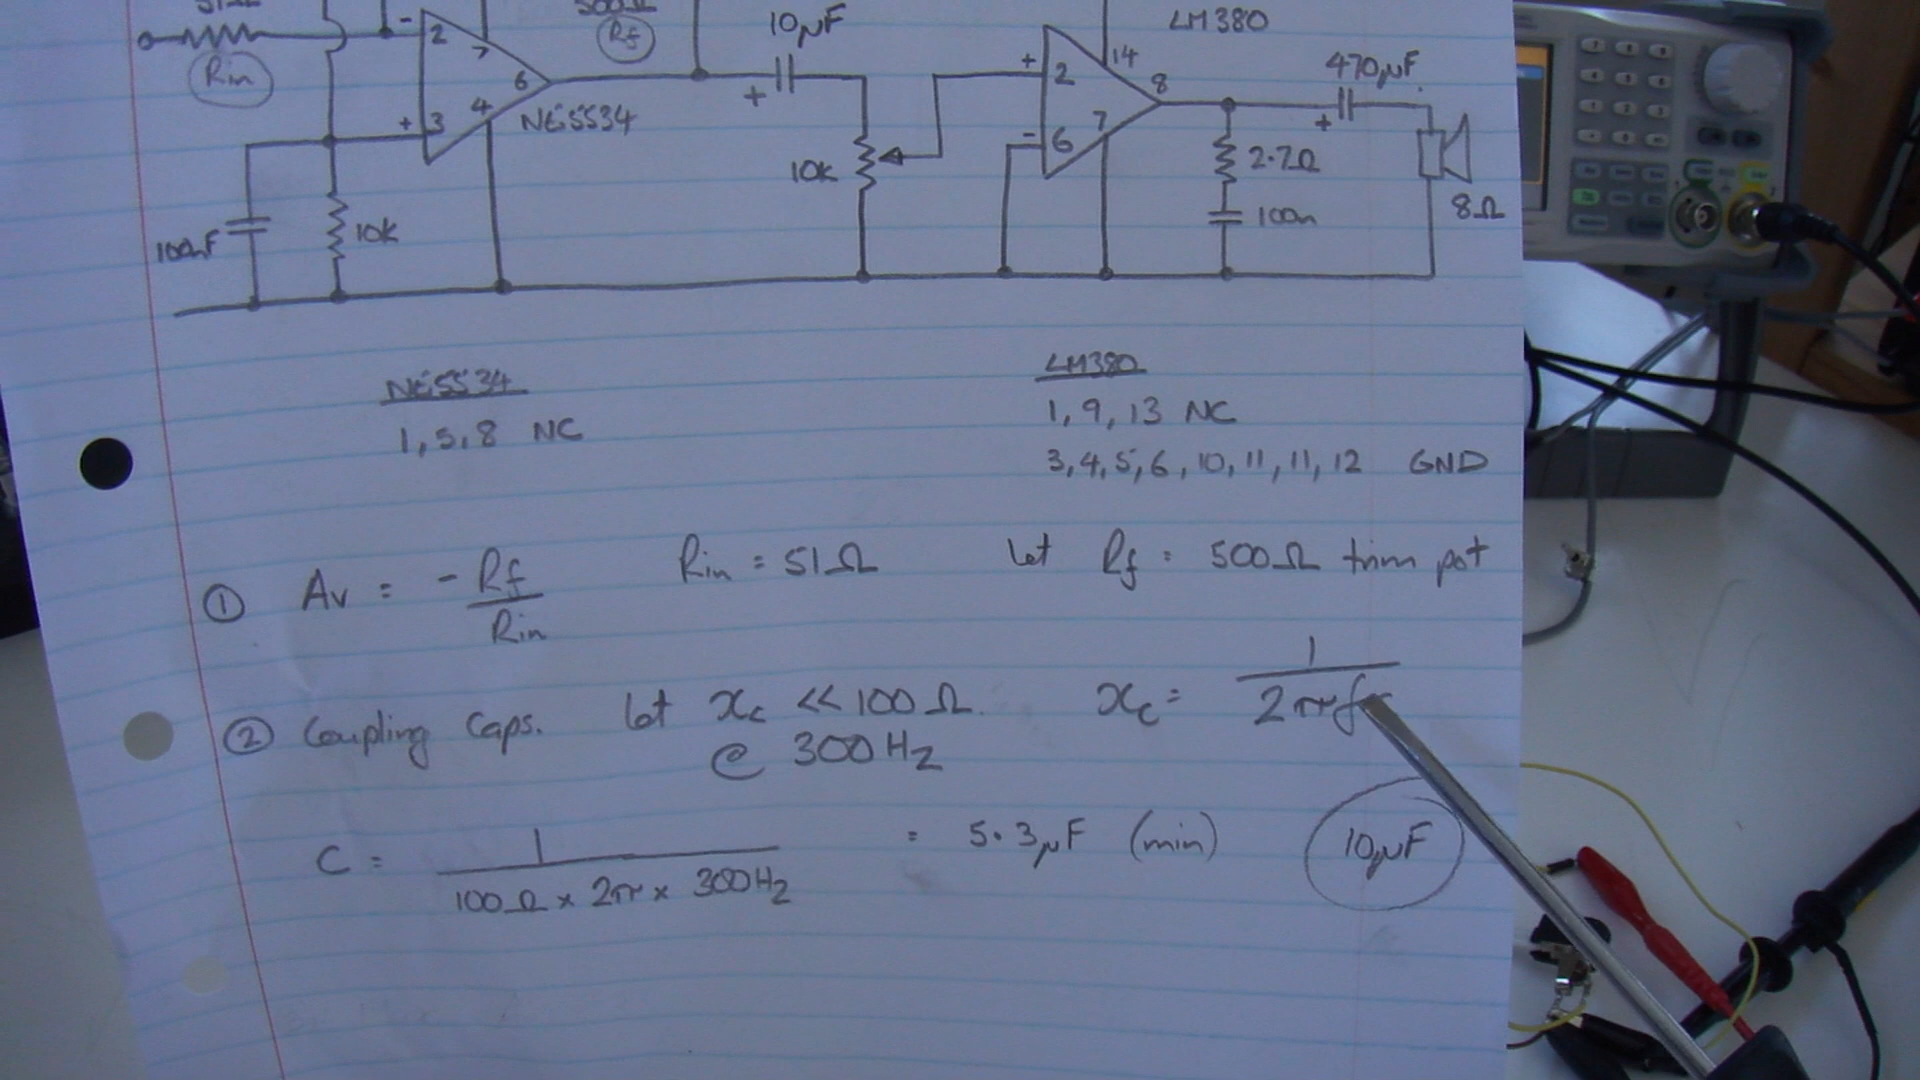 Rin
- 2
7
6
4
+ 3
NE5534
100nF
10k
Rf
10µF
+
10k
LM380
+ 2
14
8
7
- 6
470µF
+
2.7Ω
100n
8Ω
NE5534
1, 5, 8 NC
LM380
1, 9, 13 NC
3, 4, 5, 6, 10, 11, 11, 12 GND
① Av = - Rf / Rin Rin = 51Ω let Rf = 500Ω trim pot
② Coupling Caps. let xc << 100Ω xc = 1 / 2πf
@ 300Hz
C = 1 / 100Ω x 2π x 300Hz = 5.3µF (min) 10µF